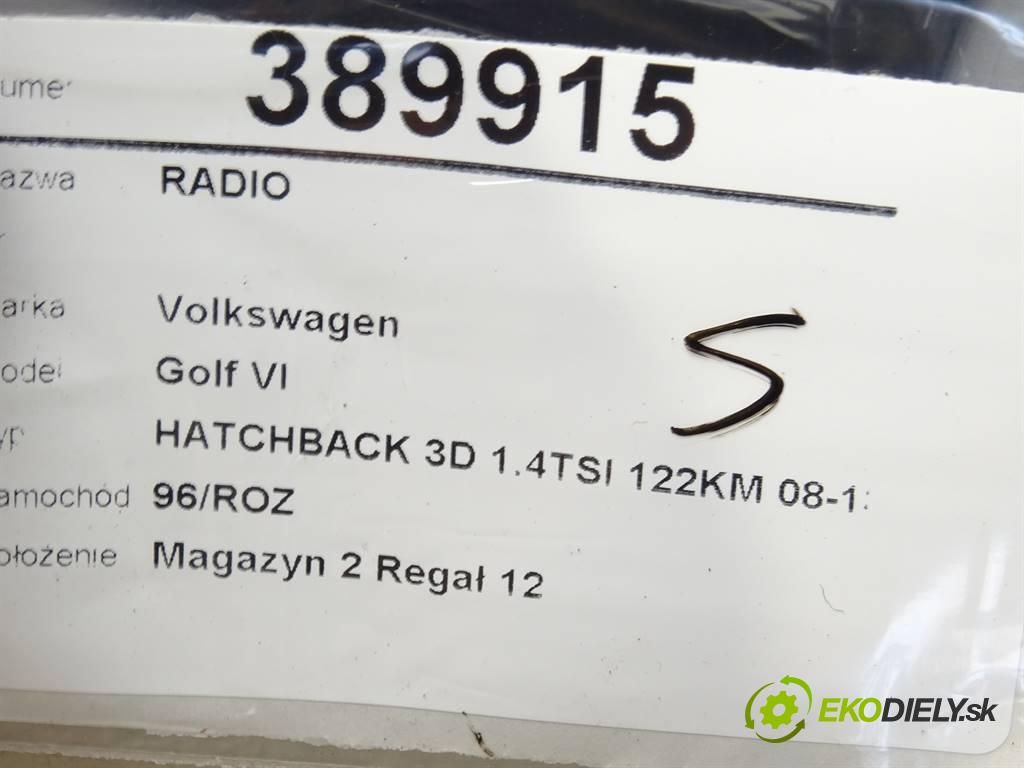 umer 389915
azwa RADIO
arka Volkswagen
odel Golf VI
yp HATCHBACK 3D 1.4TSI 122KM 08-1
amochód 96/ROZ
ołożenie Magazyn 2 Regał 12
S
EKODIELY.sk